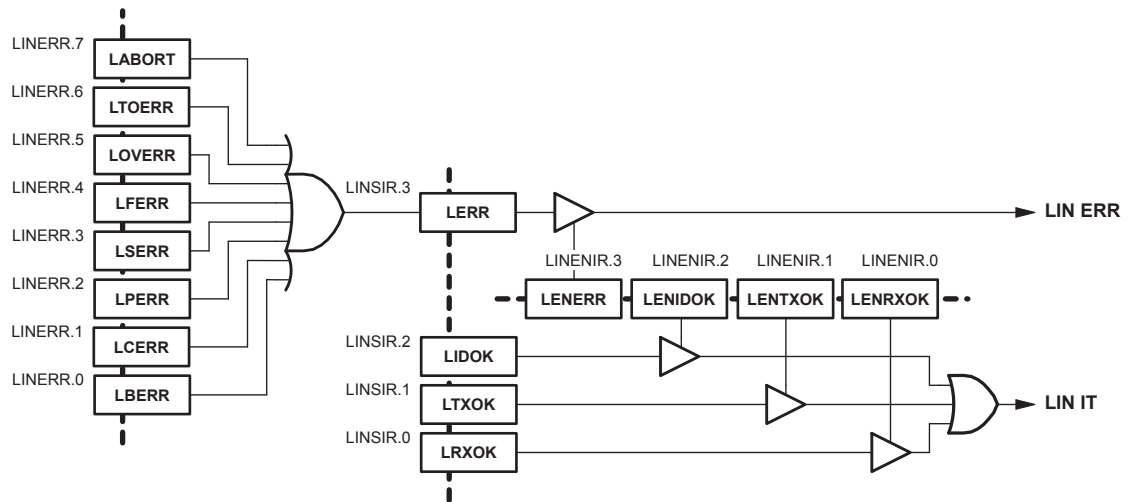 LINERR.7
LABORT
LINERR.6
LTOERR
LINERR.5
LOVERR
LINERR.4
LFERR
LINERR.3
LSERR
LINERR.2
LPERR
LINERR.1
LCERR
LINERR.0
LBERR
LINSIR.3
LERR
LIN ERR
LINENIR.3 LINENIR.2 LINENIR.1 LINENIR.0
LENERR LENIDOK LENTXOK LENRXOK
LINSIR.2
LIDOK
LINSIR.1
LTXOK
LIN IT
LINSIR.0
LRXOK